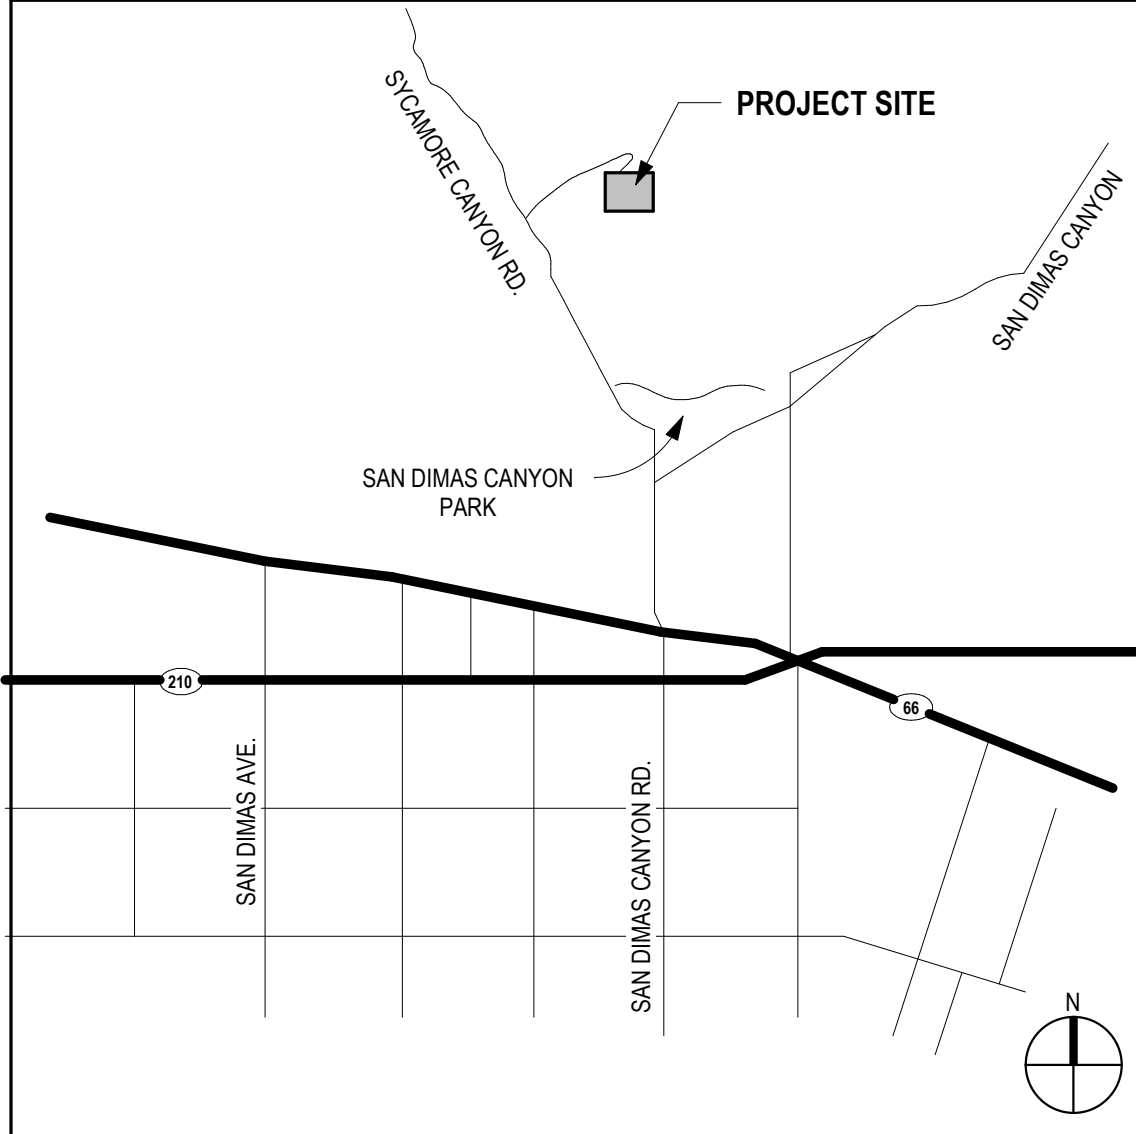 SYCAMORE CANYON RD.
PROJECT SITE
SAN DIMAS CANYON
SAN DIMAS CANYON
PARK
210
66
SAN DIMAS AVE.
SAN DIMAS CANYON RD.
N